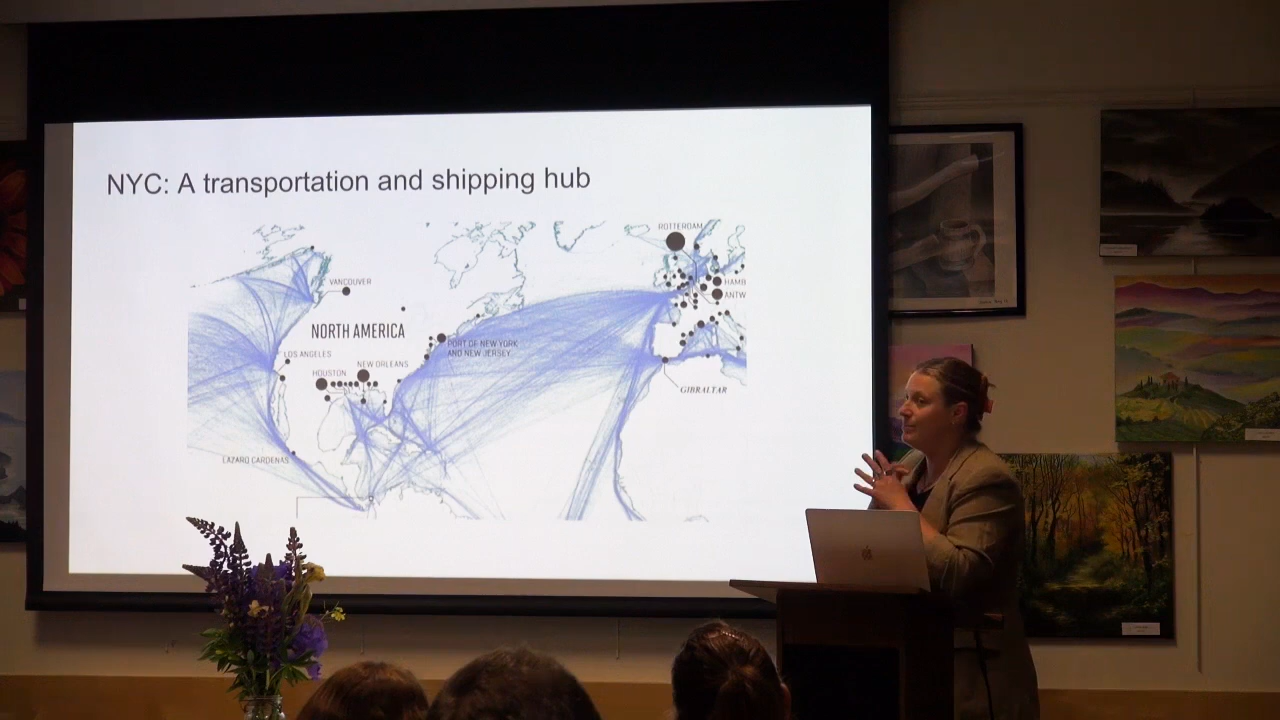 NYC: A transportation and shipping hub
ROTTERDAM
VANCOUVER
HAMB
ANTW
NORTH AMERICA
PORT OF NEW YORK
AND NEW JERSEY
LOS ANGELES
NEW ORLEANS
HOUSTON
GIBRALTAR
LAZARO CARDENAS